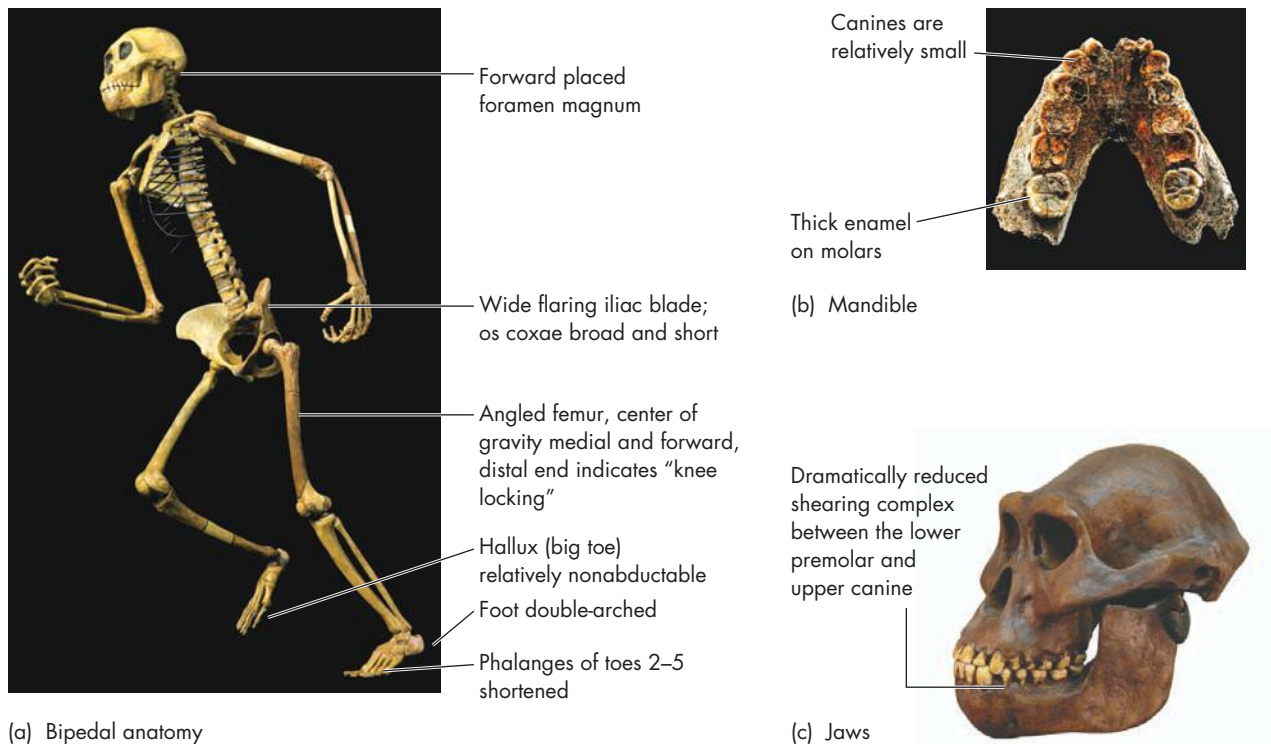 Forward placed
foramen magnum
Wide flaring iliac blade;
os coxae broad and short
Angled femur, center of
gravity medial and forward,
distal end indicates “knee
locking”
Hallux (big toe)
relatively nonabductable
Foot double-arched
Phalanges of toes 2–5
shortened
(a) Bipedal anatomy
Canines are
relatively small
Thick enamel
on molars
(b) Mandible
Dramatically reduced
shearing complex
between the lower
premolar and
upper canine
(c) Jaws